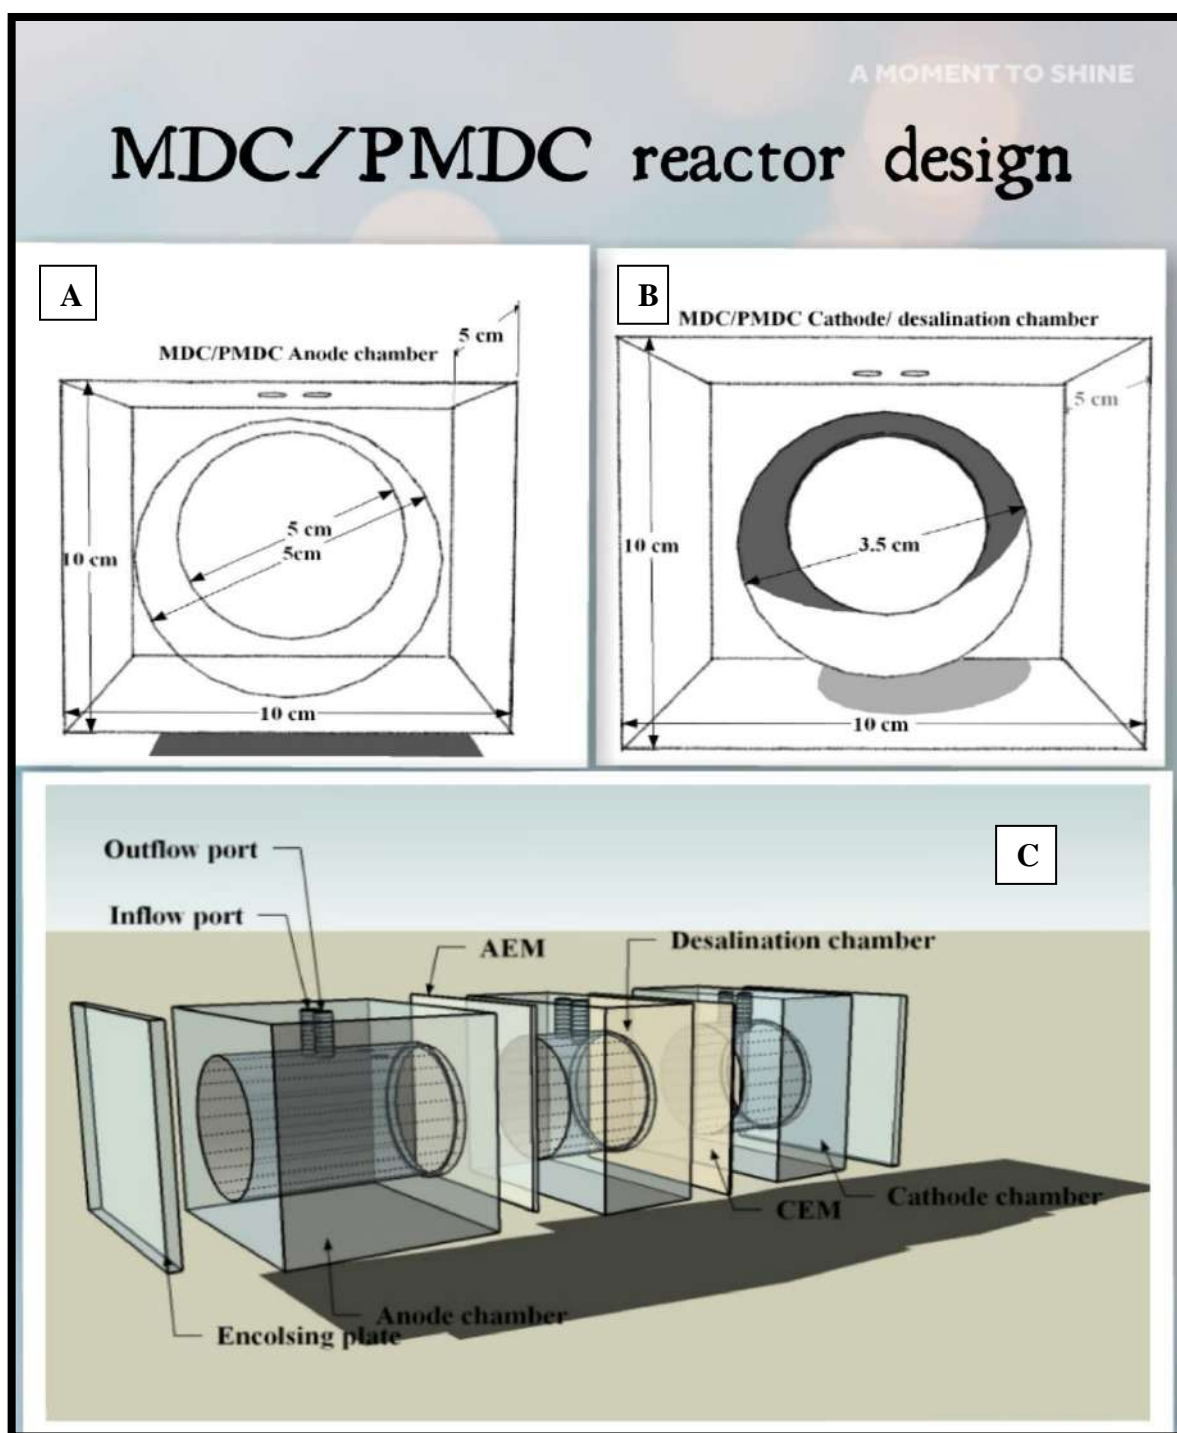 A MOMENT TO SHINE
MDC/PMDC reactor design
A
5 cm
MDC/PMDC Anode chamber
5 cm
5cm
10 cm
10 cm
B
MDC/PMDC Cathode/ desalination chamber
5 cm
3.5 cm
10 cm
10 cm
C
Outflow port
Inflow port
AEM
Desalination chamber
Cathode chamber
CEM
Anode chamber
Encolsing plate